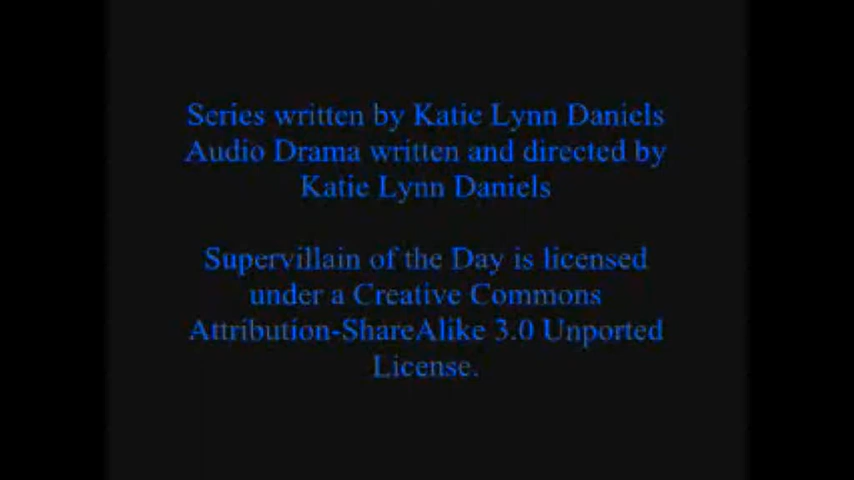 Series written by Katie Lynn Daniels
Audio Drama written and directed by
Katie Lynn Daniels
Supervillain of the Day is licensed
under a Creative Commons
Attribution-ShareAlike 3.0 Unported
License.